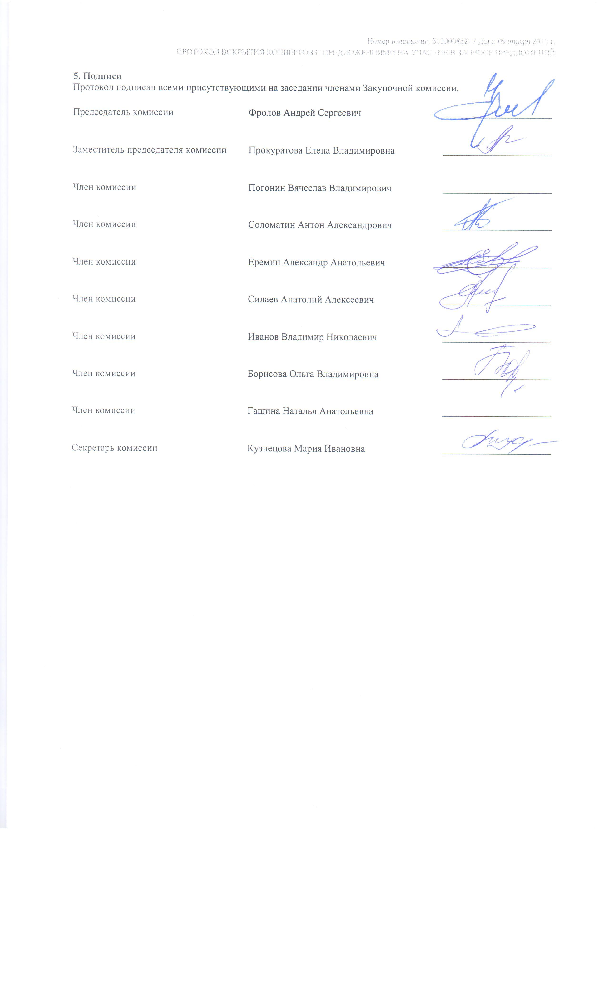 Номер извещения: 31200085217 Дата: 09 января 2013 г.
ПРОТОКОЛ ВСКРЫТИЯ КОНВЕРТОВ С ПРЕДЛОЖЕНИЯМИ НА УЧАСТИЕ В ЗАПРОСЕ ПРЕДЛОЖЕНИЙ
5. Подписи
Протокол подписан всеми присутствующими на заседании членами Закупочной комиссии.
Председатель комиссии Фролов Андрей Сергеевич
Заместитель председателя комиссии Прокуратова Елена Владимировна
Член комиссии Погонин Вячеслав Владимирович
Член комиссии Соломатин Антон Александрович
Член комиссии Еремин Александр Анатольевич
Член комиссии Силаев Анатолий Алексеевич
Член комиссии Иванов Владимир Николаевич
Член комиссии Борисова Ольга Владимировна
Член комиссии Гашина Наталья Анатольевна
Секретарь комиссии Кузнецова Мария Ивановна